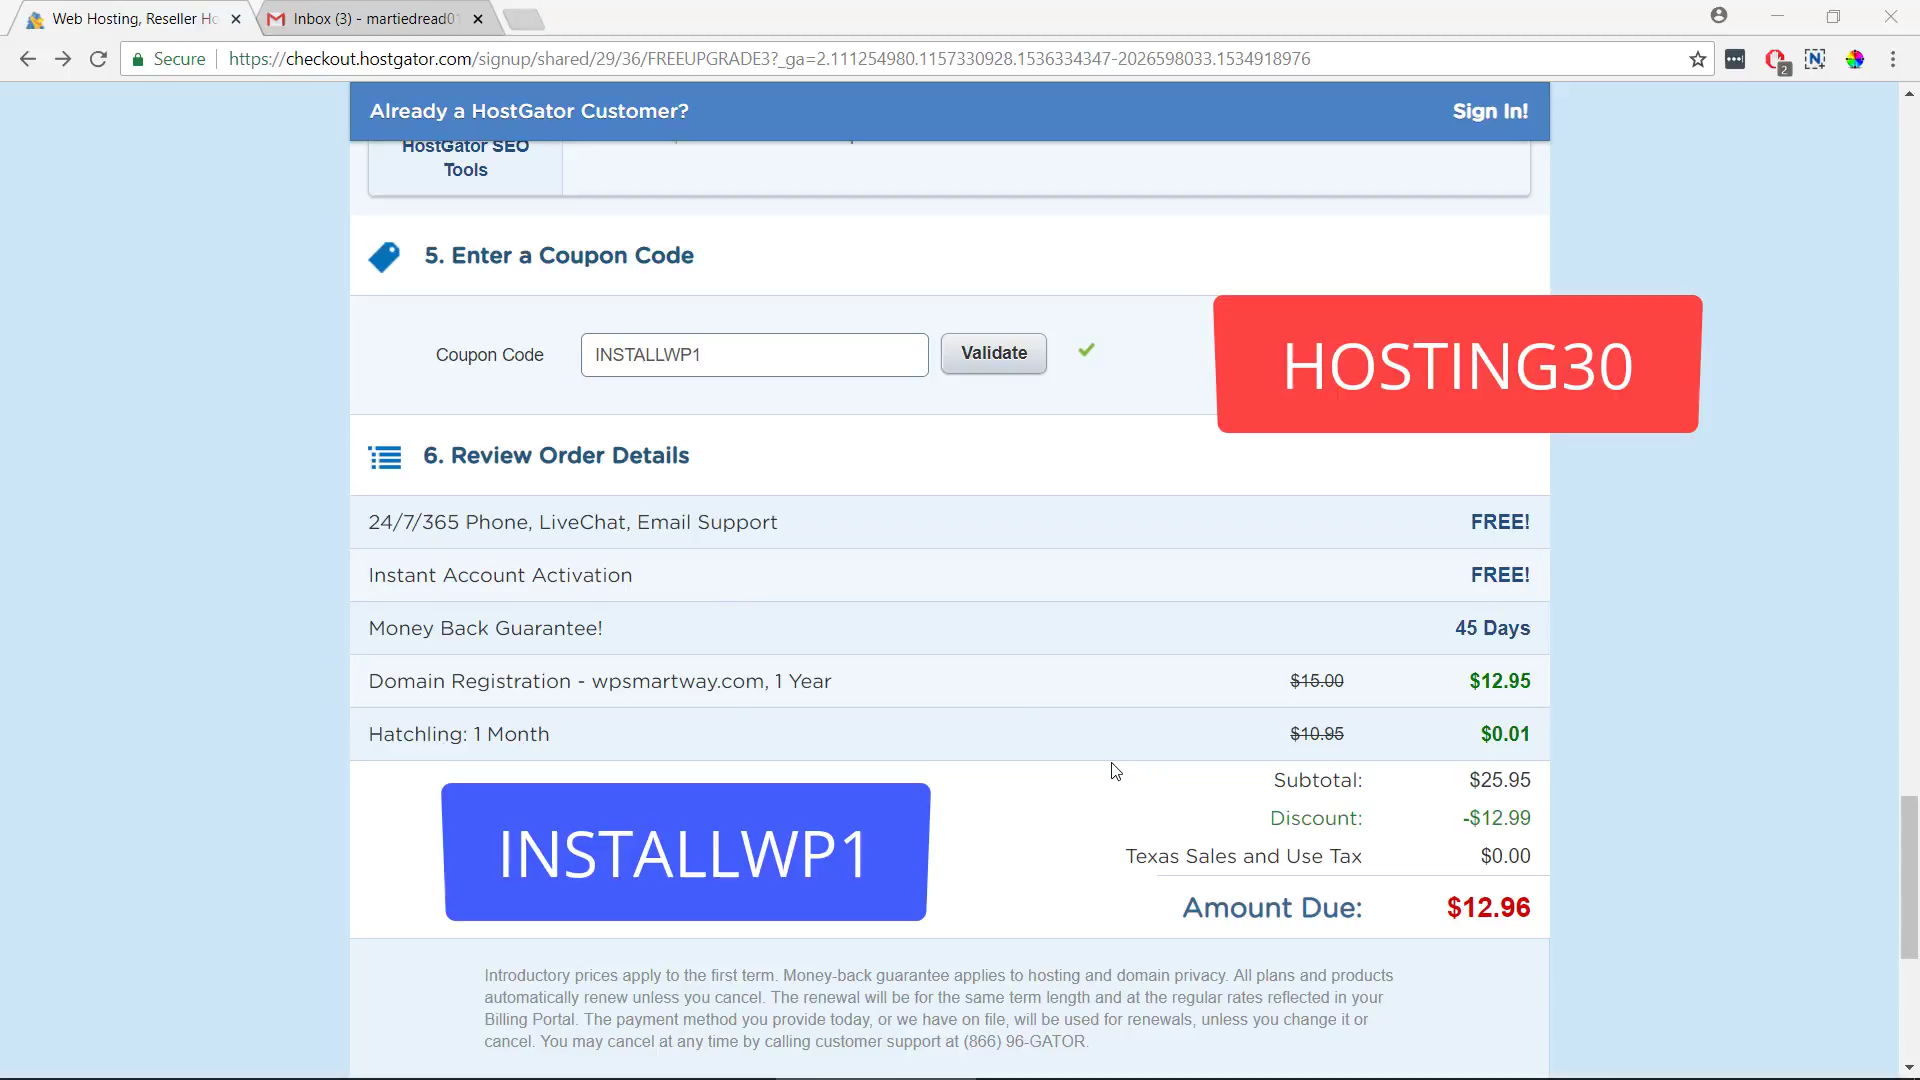 Web Hosting, Reseller Ho
Inbox (3) - martiedread0
Secure
https://checkout.hostgator.com/signup/shared/29/36/FREEUPGRADE3?_ga=2.111254980.1157330928.1536334347-2026598033.1534918976
2
Already a HostGator Customer?
Sign In!
HostGator SEO
Tools
5. Enter a Coupon Code
Coupon Code
INSTALLWP1
Validate
HOSTING30
6. Review Order Details
24/7/365 Phone, LiveChat, Email Support
FREE!
Instant Account Activation
FREE!
Money Back Guarantee!
45 Days
Domain Registration - wpsmartway.com, 1 Year
$15.00
$12.95
Hatchling: 1 Month
$10.95
$0.01
Subtotal:
$25.95
Discount:
-$12.99
Texas Sales and Use Tax
$0.00
INSTALLWP1
Amount Due:
$12.96
Introductory prices apply to the first term. Money-back guarantee applies to hosting and domain privacy. All plans and products
automatically renew unless you cancel. The renewal will be for the same term length and at the regular rates reflected in your
Billing Portal. The payment method you provide today, or we have on file, will be used for renewals, unless you change it or
cancel. You may cancel at any time by calling customer support at (866) 96-GATOR.